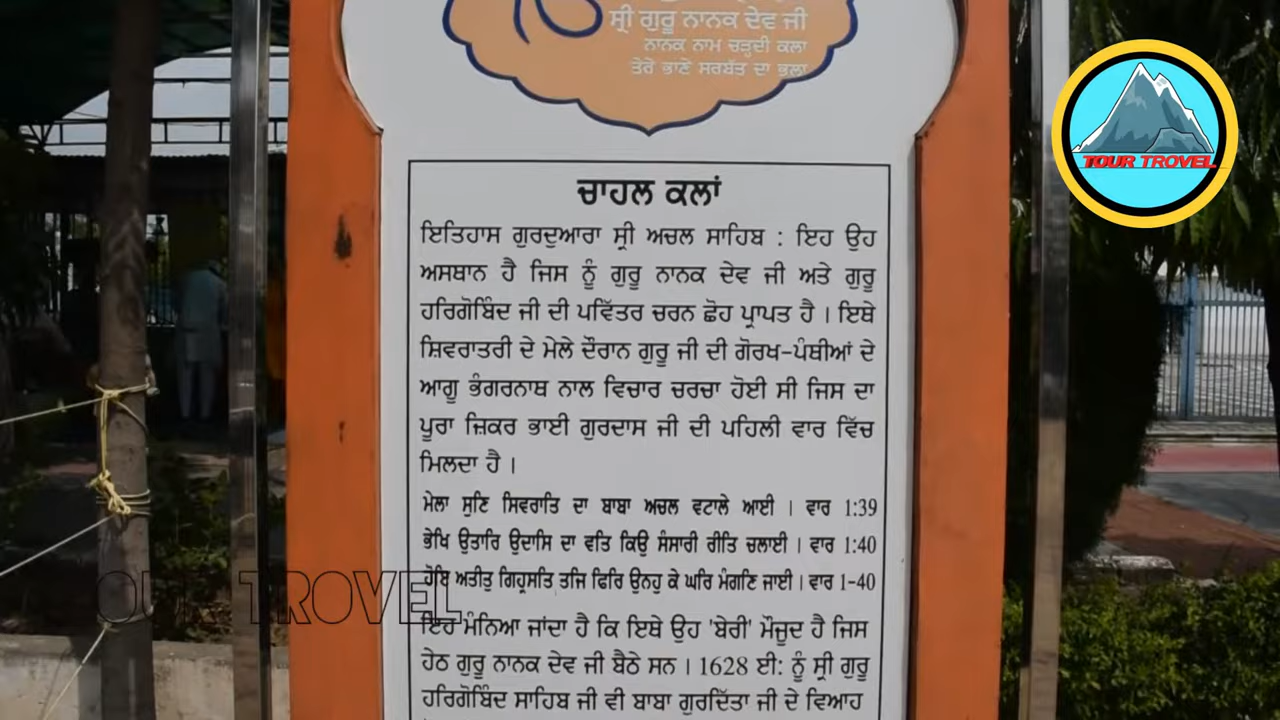 ਸ੍ਰੀ ਗੁਰੂ ਨਾਨਕ ਦੇਵ ਜੀ
ਨਾਨਕ ਨਾਮ ਚੜ੍ਹਦੀ ਕਲਾ
ਤੇਰੇ ਭਾਣੇ ਸਰਬੱਤ ਦਾ ਭਲਾ
TOUR TROVEL
ਚਾਹਲ ਕਲਾਂ
ਇਤਿਹਾਸ ਗੁਰਦੁਆਰਾ ਸ੍ਰੀ ਅਚਲ ਸਾਹਿਬ : ਇਹ ਉਹ
ਅਸਥਾਨ ਹੈ ਜਿਸ ਨੂੰ ਗੁਰੂ ਨਾਨਕ ਦੇਵ ਜੀ ਅਤੇ ਗੁਰੂ
ਹਰਿਗੋਬਿੰਦ ਜੀ ਦੀ ਪਵਿੱਤਰ ਚਰਨ ਛੋਹ ਪ੍ਰਾਪਤ ਹੈ । ਇਥੇ
ਸ਼ਿਵਰਾਤਰੀ ਦੇ ਮੇਲੇ ਦੌਰਾਨ ਗੁਰੂ ਜੀ ਦੀ ਗੋਰਖ-ਪੰਥੀਆਂ ਦੇ
ਆਗੂ ਭੰਗਰਨਾਥ ਨਾਲ ਵਿਚਾਰ ਚਰਚਾ ਹੋਈ ਸੀ ਜਿਸ ਦਾ
ਪੂਰਾ ਜ਼ਿਕਰ ਭਾਈ ਗੁਰਦਾਸ ਜੀ ਦੀ ਪਹਿਲੀ ਵਾਰ ਵਿੱਚ
ਮਿਲਦਾ ਹੈ ।
ਮੇਲਾ ਸੁਣਿ ਸਿਵਰਾਤਿ ਦਾ ਬਾਬਾ ਅਚਲ ਵਟਾਲੇ ਆਈ । ਵਾਰ 1:39
ਭੇਖਿ ਉਤਾਰਿ ਉਦਾਸਿ ਦਾ ਵਤਿ ਕਿਉ ਸੰਸਾਰੀ ਰੀਤਿ ਚਲਾਈ । ਵਾਰ 1:40
ਹੋਇ ਅਤੀਤੁ ਗਿਹ੍ਰਸਤਿ ਤਜਿ ਫਿਰਿ ਉਨਹੁ ਕੇ ਘਰਿ ਮੰਗਣਿ ਜਾਈ । ਵਾਰ 1-40
ਇਹ ਮੰਨਿਆ ਜਾਂਦਾ ਹੈ ਕਿ ਇਥੇ ਉਹ 'ਬੇਰੀ' ਮੌਜੂਦ ਹੈ ਜਿਸ
ਹੇਠ ਗੁਰੂ ਨਾਨਕ ਦੇਵ ਜੀ ਬੈਠੇ ਸਨ । 1628 ਈ: ਨੂੰ ਸ੍ਰੀ ਗੁਰੂ
ਹਰਿਗੋਬਿੰਦ ਸਾਹਿਬ ਜੀ ਵੀ ਬਾਬਾ ਗੁਰਦਿੱਤਾ ਜੀ ਦੇ ਵਿਆਹ
OUR TROVEL